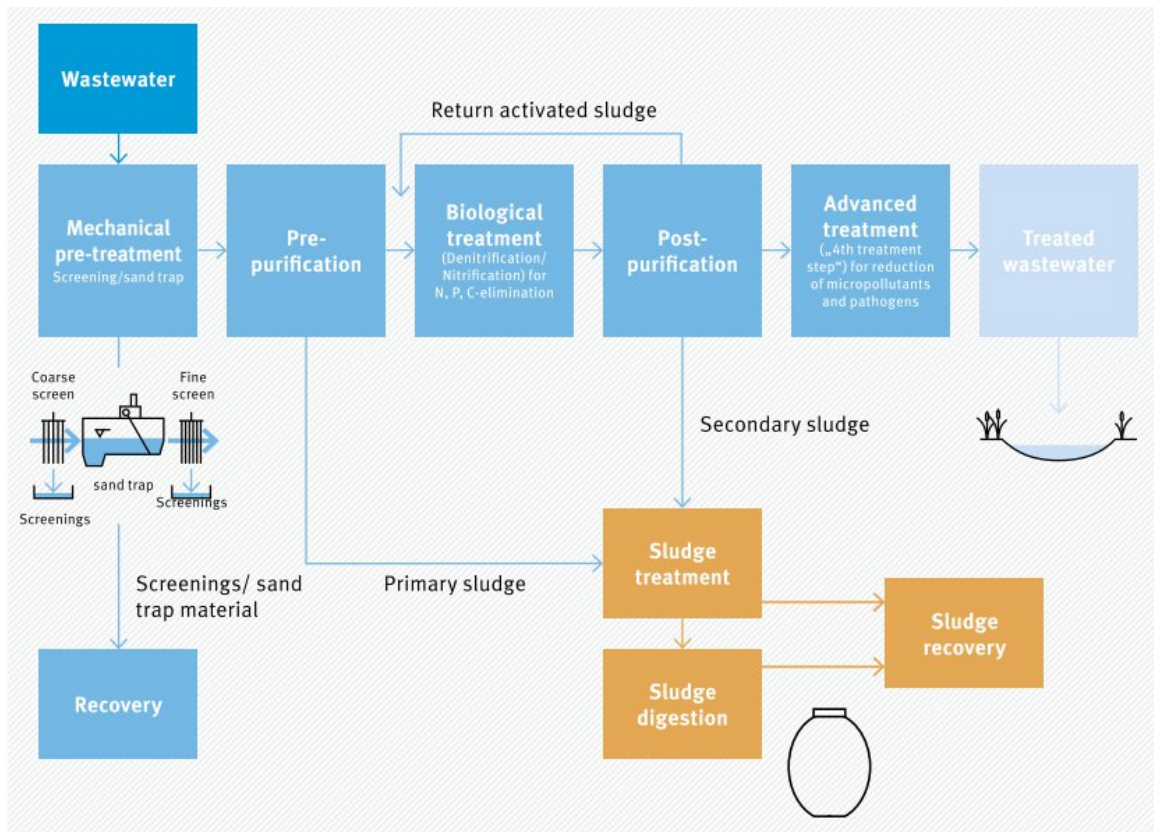 Wastewater
Return activated sludge
Mechanical
pre-treatment
Screening/sand trap
Pre-
purification
Biological
treatment
(Denitrification/
Nitrification) for
N, P, C-elimination
Post-
purification
Advanced
treatment
(„4th treatment
step“) for reduction
of micropollutants
and pathogens
Treated
wastewater
Coarse
screen
Fine
screen
sand trap
Screenings
Screenings
Secondary sludge
Screenings/ sand
trap material
Primary sludge
Sludge
treatment
Sludge
recovery
Recovery
Sludge
digestion